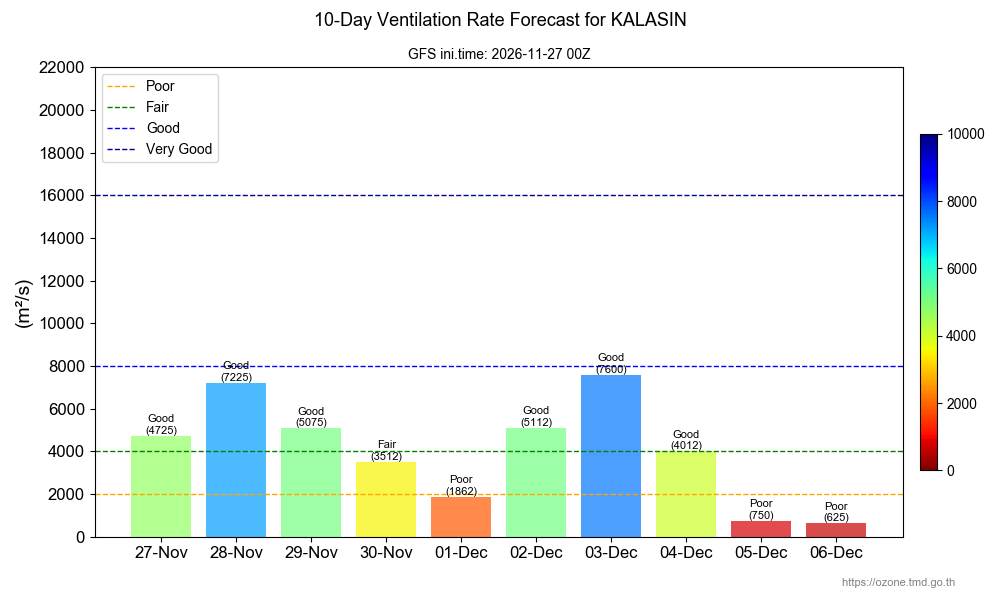 10-Day Ventilation Rate Forecast for KALASIN
GFS ini.time: 2026-11-27 00Z
(m²/s)
22000
20000
18000
16000
14000
12000
10000
8000
6000
4000
2000
0
Poor
Fair
Good
Very Good
Good
(4725)
Good
(7225)
Good
(5075)
Fair
(3512)
Poor
(1862)
Good
(5112)
Good
(7600)
Good
(4012)
Poor
(750)
Poor
(625)
27-Nov 28-Nov 29-Nov 30-Nov 01-Dec 02-Dec 03-Dec 04-Dec 05-Dec 06-Dec
10000
8000
6000
4000
2000
0
https://ozone.tmd.go.th